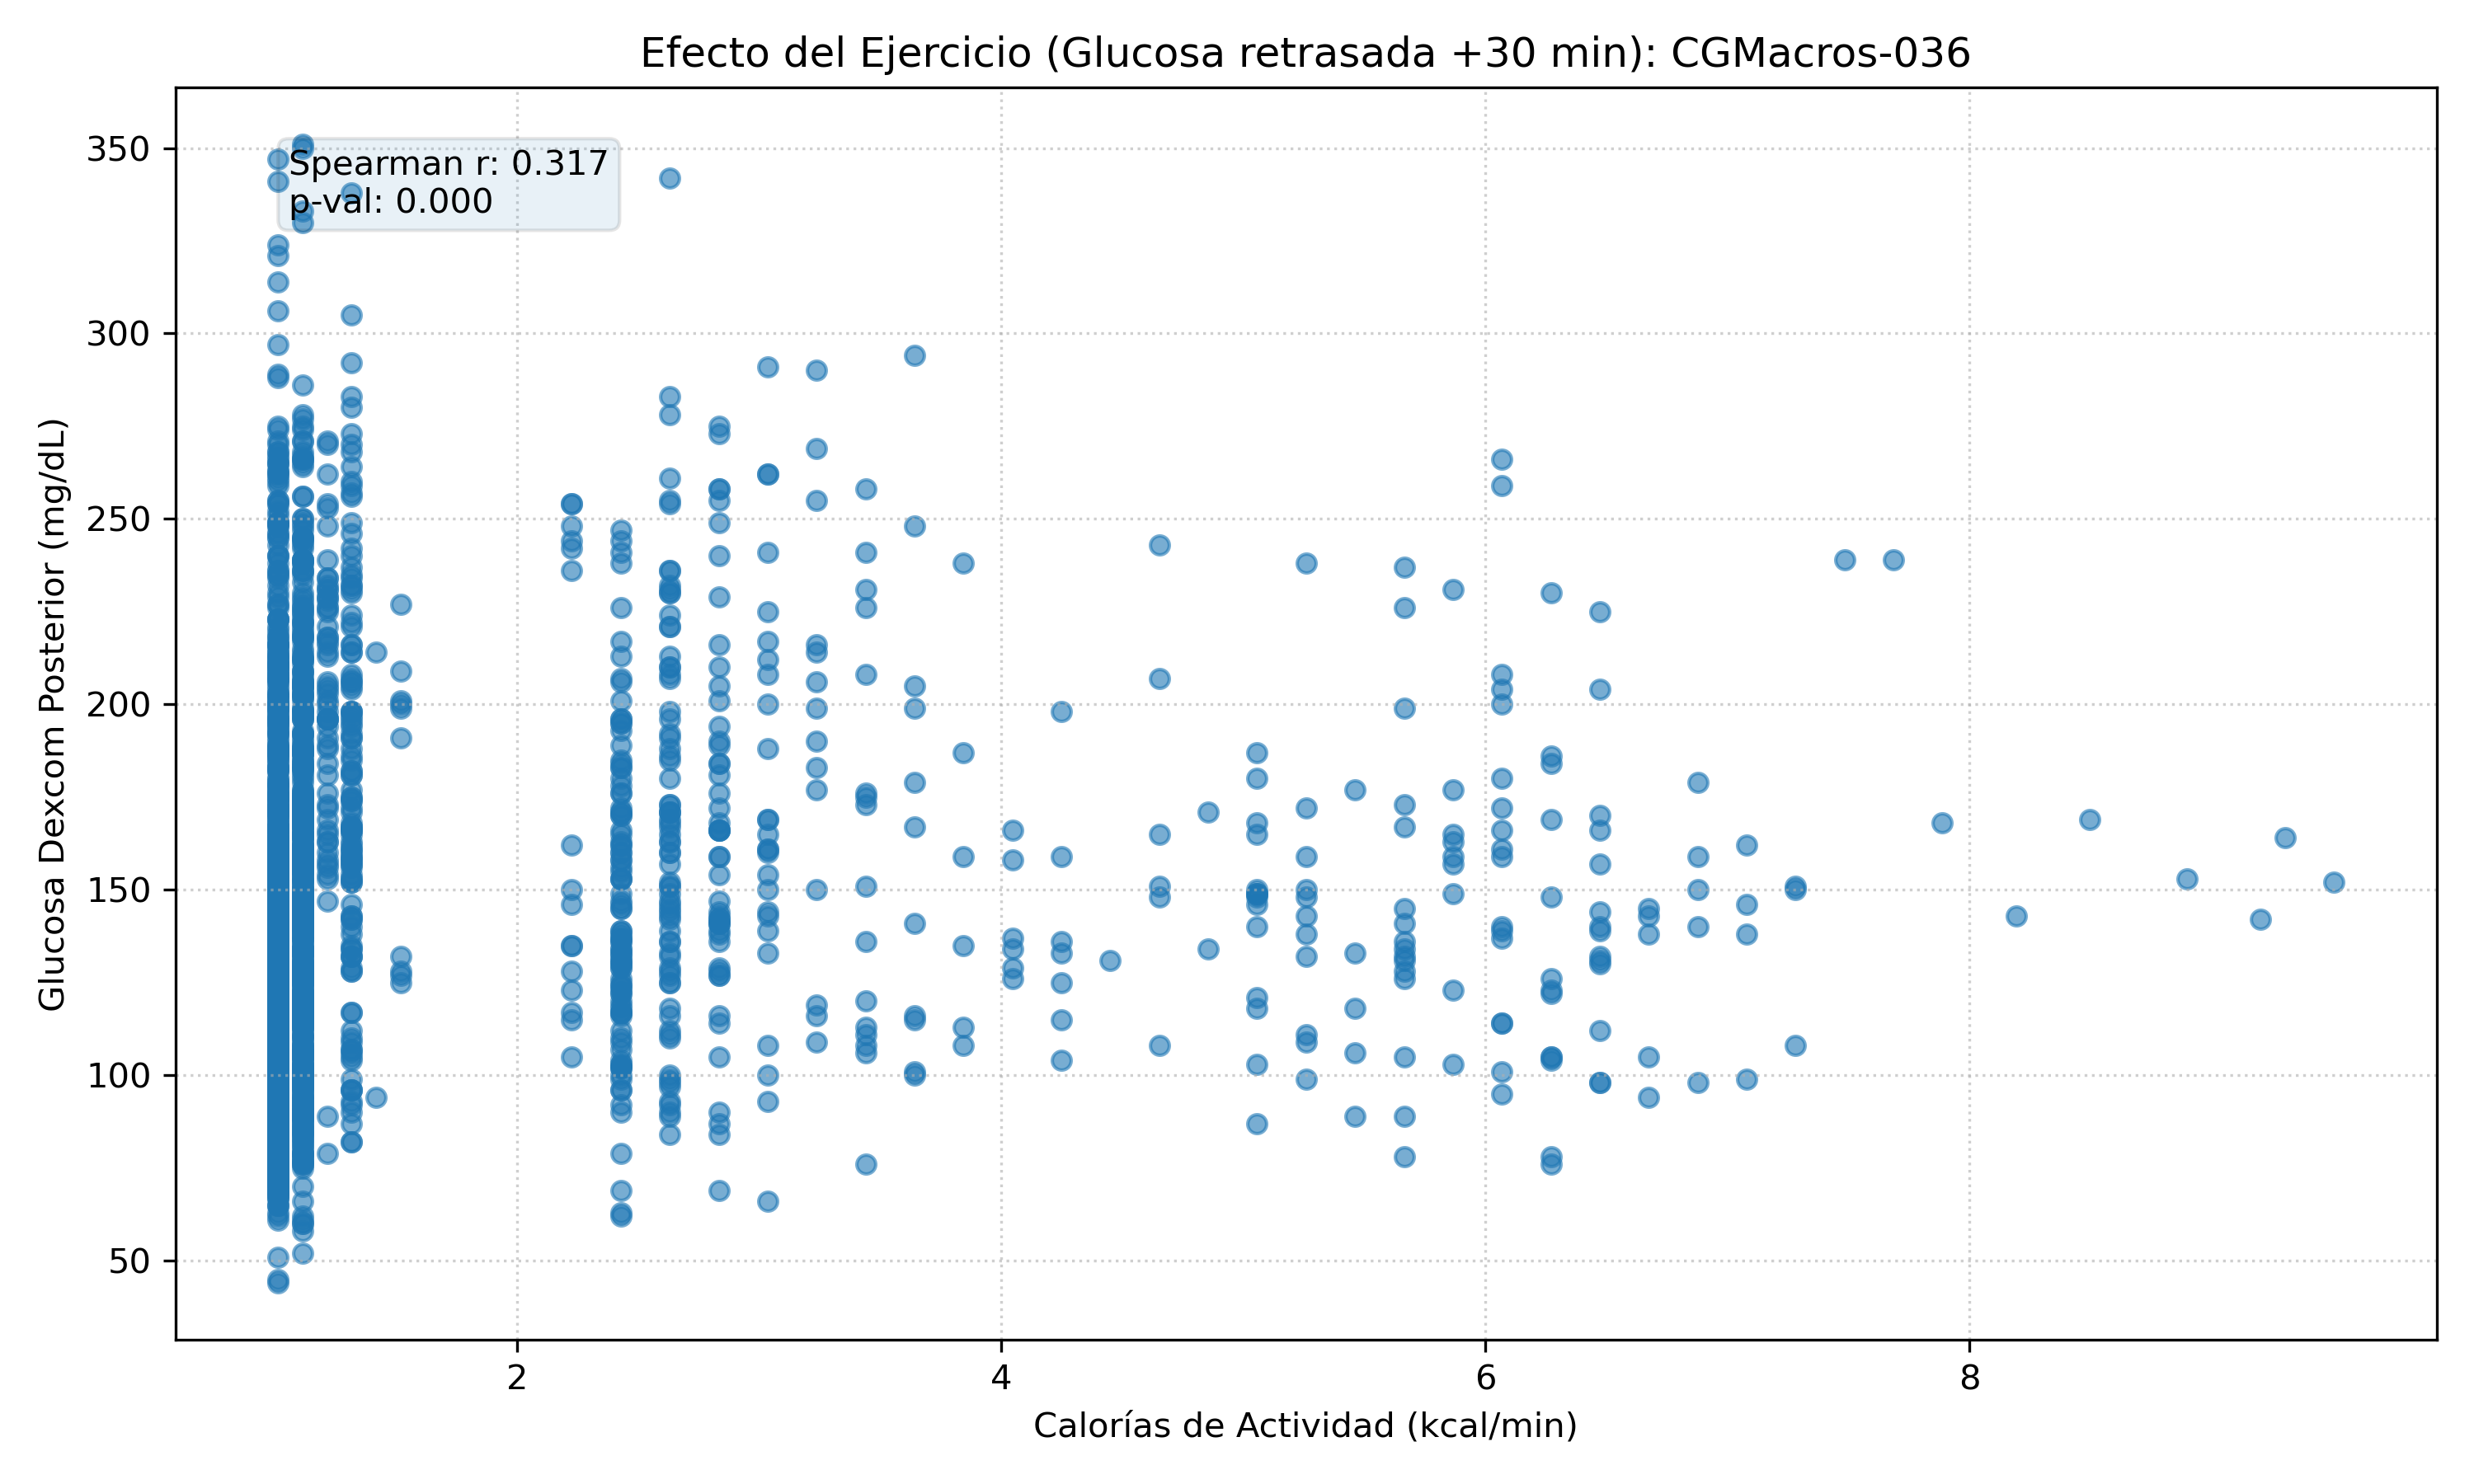 Efecto del Ejercicio (Glucosa retrasada +30 min): CGMacros-036
350
300
250
200
150
100
50
Glucosa Dexcom Posterior (mg/dL)
Spearman r: 0.317
p-val: 0.000
2
4
6
8
Calorías de Actividad (kcal/min)